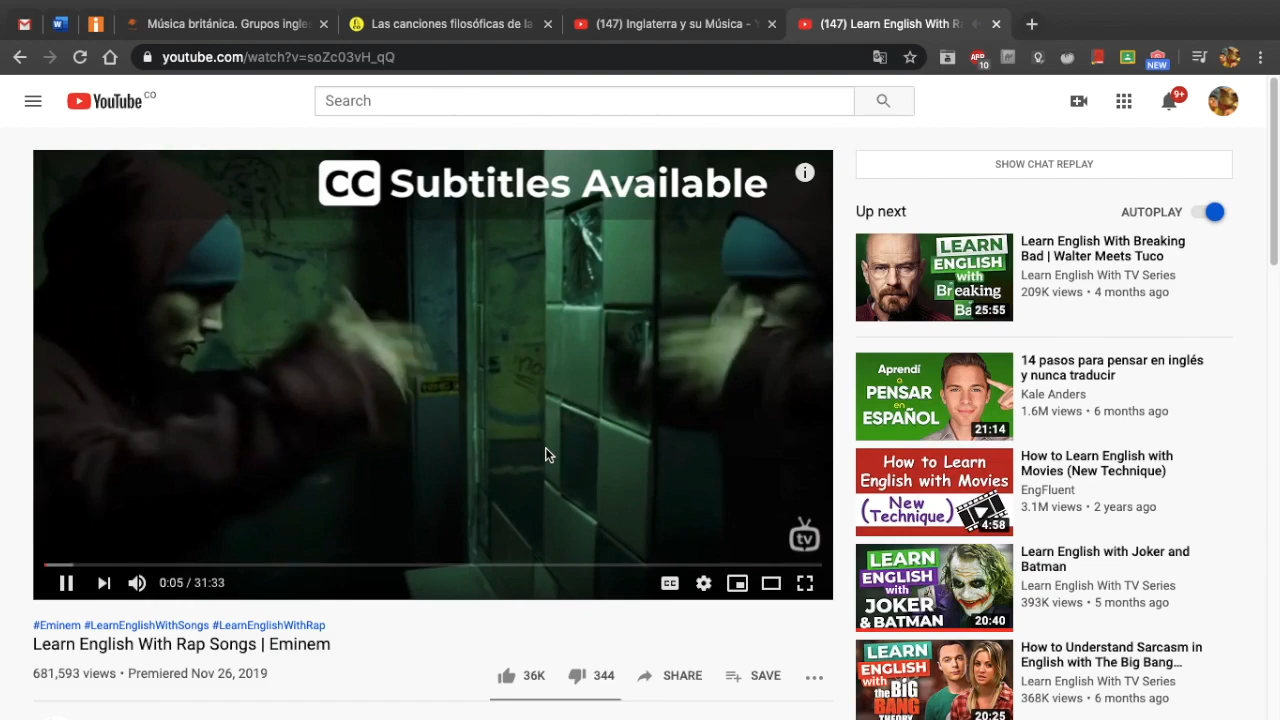 Música británica. Grupos ingle
Las canciones filosóficas de la
(147) Inglaterra y su Música - Y
(147) Learn English With R
youtube.com/watch?v=soZc03vH_qQ
10
NEW
YouTube CO
Search
9+
CC Subtitles Available
i
tv
0:05 / 31:33
CC
#Eminem #LearnEnglishWithSongs #LearnEnglishWithRap
Learn English With Rap Songs | Eminem
681,593 views • Premiered Nov 26, 2019
36K
344
SHARE
SAVE
SHOW CHAT REPLAY
Up next
AUTOPLAY
LEARN
ENGLISH
with
Breaking
Ba
25:55
Learn English With Breaking
Bad | Walter Meets Tuco
Learn English With TV Series
209K views • 4 months ago
Aprendí
a
PENSAR
en
ESPAÑOL
21:14
14 pasos para pensar en inglés
y nunca traducir
Kale Anders
1.6M views • 6 months ago
How to Learn
English with Movies
(New
Technique)
4:58
How to Learn English with
Movies (New Technique)
EngFluent
3.1M views • 2 years ago
LEARN
ENGLISH
with
JOKER
& BATMAN
20:40
Learn English with Joker and
Batman
Learn English With TV Series
393K views • 5 months ago
LEARN
ENGLISH
with
the BIG
BANG
THEORY
20:25
How to Understand Sarcasm in
English with The Big Bang...
Learn English With TV Series
368K views • 6 months ago